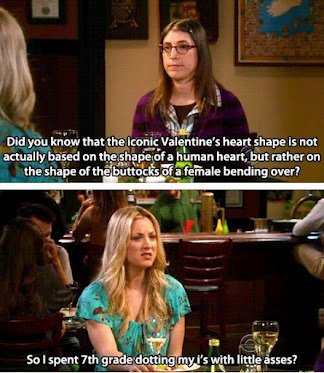 Did you know that the iconic Valentine's heart shape is not
actually based on the shape of a human heart, but rather on
the shape of the buttocks of a female bending over?
So I spent 7th grade dotting my i's with little asses?